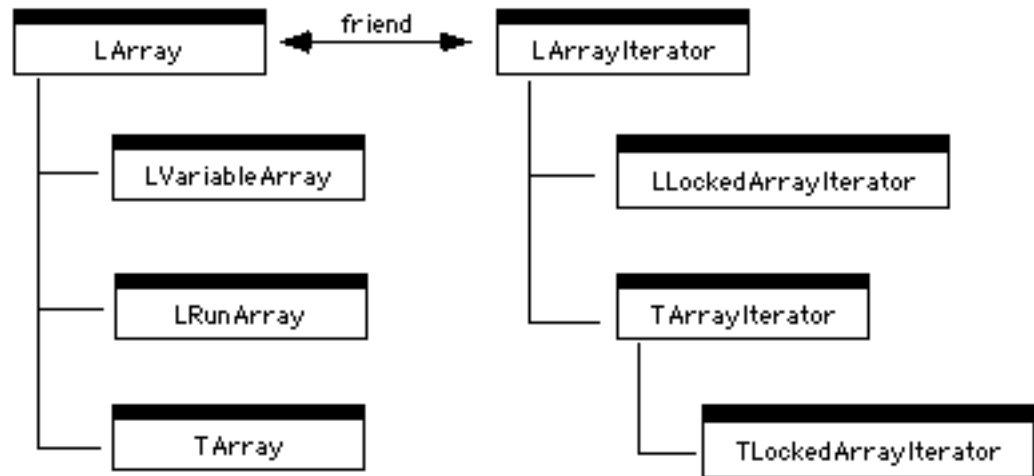 friend
LArray
LArrayIterator
LVariableArray
LLockedArrayIterator
LRunArray
TArrayIterator
TArray
TLockedArrayIterator